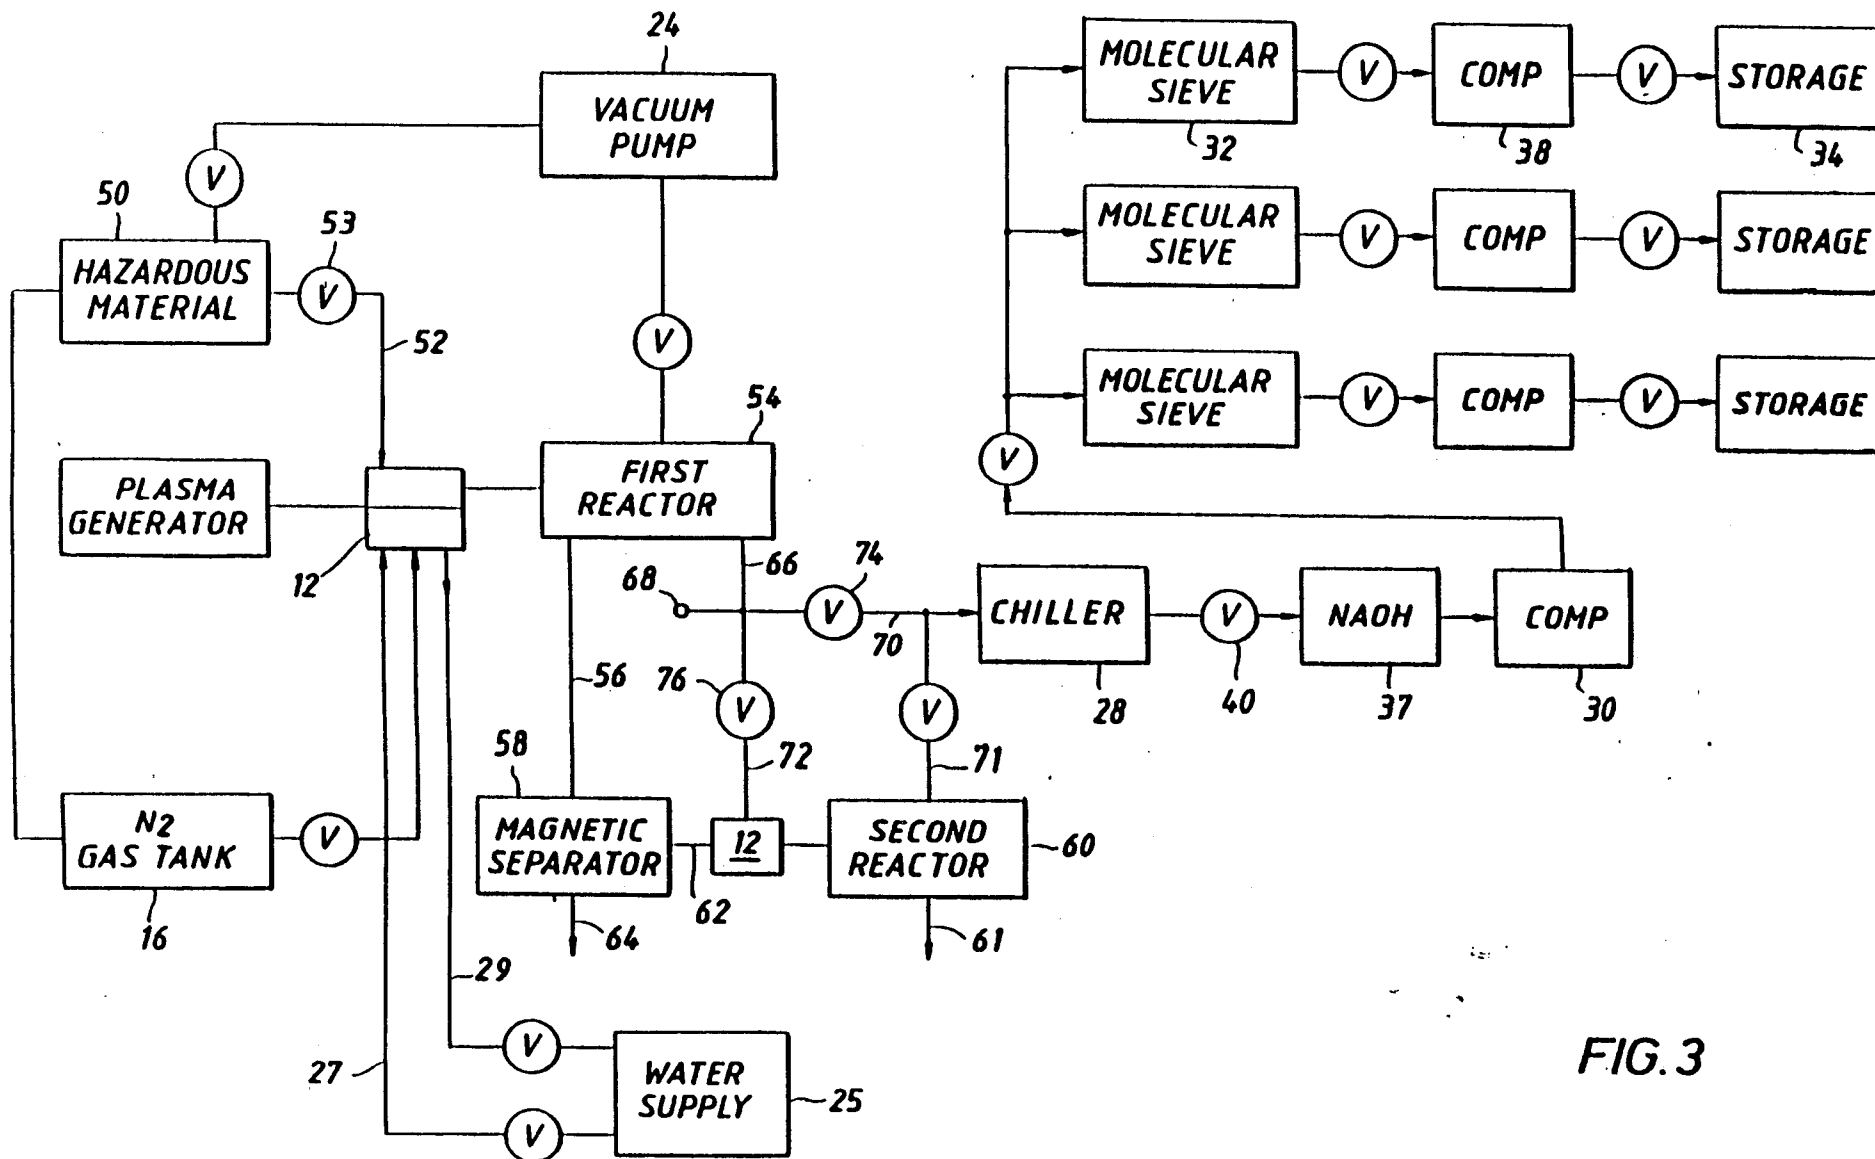 24
VACUUM
PUMP
V
50
53
HAZARDOUS
MATERIAL
V
52
V
54
PLASMA
GENERATOR
12
FIRST
REACTOR
66
68
74
V
70
56
76
V
V
72
71
58
N2
GAS TANK
16
V
MAGNETIC
SEPARATOR
62
12
SECOND
REACTOR
60
64
61
29
27
V
V
WATER
SUPPLY
25
MOLECULAR
SIEVE
32
V
COMP
38
V
STORAGE
34
MOLECULAR
SIEVE
V
COMP
V
STORAGE
MOLECULAR
SIEVE
V
COMP
V
STORAGE
V
CHILLER
28
V
40
NAOH
37
COMP
30
FIG. 3